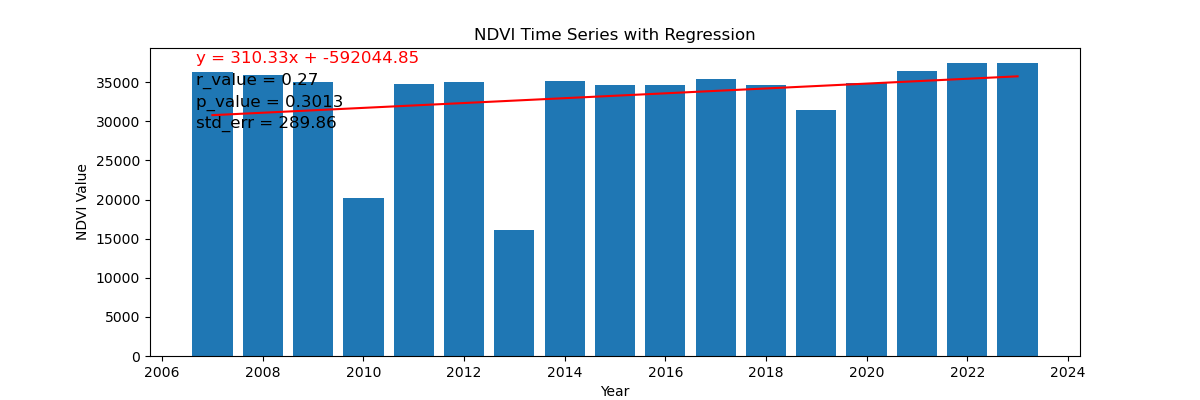 NDVI Time Series with Regression
y = 310.33x + -592044.85
r_value = 0.27
p_value = 0.3013
std_err = 289.86
NDVI Value
35000
30000
25000
20000
15000
10000
5000
0
2006 2008 2010 2012 2014 2016 2018 2020 2022 2024
Year